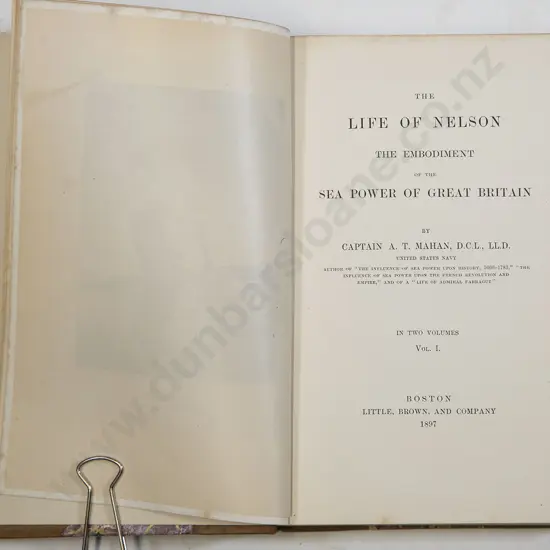 THE
LIFE OF NELSON
THE EMBODIMENT
OF THE
SEA POWER OF GREAT BRITAIN
BY
CAPTAIN A. T. MAHAN, D.C.L., LL.D.
UNITED STATES NAVY
AUTHOR OF "THE INFLUENCE OF SEA POWER UPON HISTORY, 1660-1783," "THE
INFLUENCE OF SEA POWER UPON THE FRENCH REVOLUTION AND
EMPIRE," AND OF A "LIFE OF ADMIRAL FARRAGUT"
IN TWO VOLUMES
VOL. I.
BOSTON
LITTLE, BROWN, AND COMPANY
1897
www.dunbarsloane.co.nz